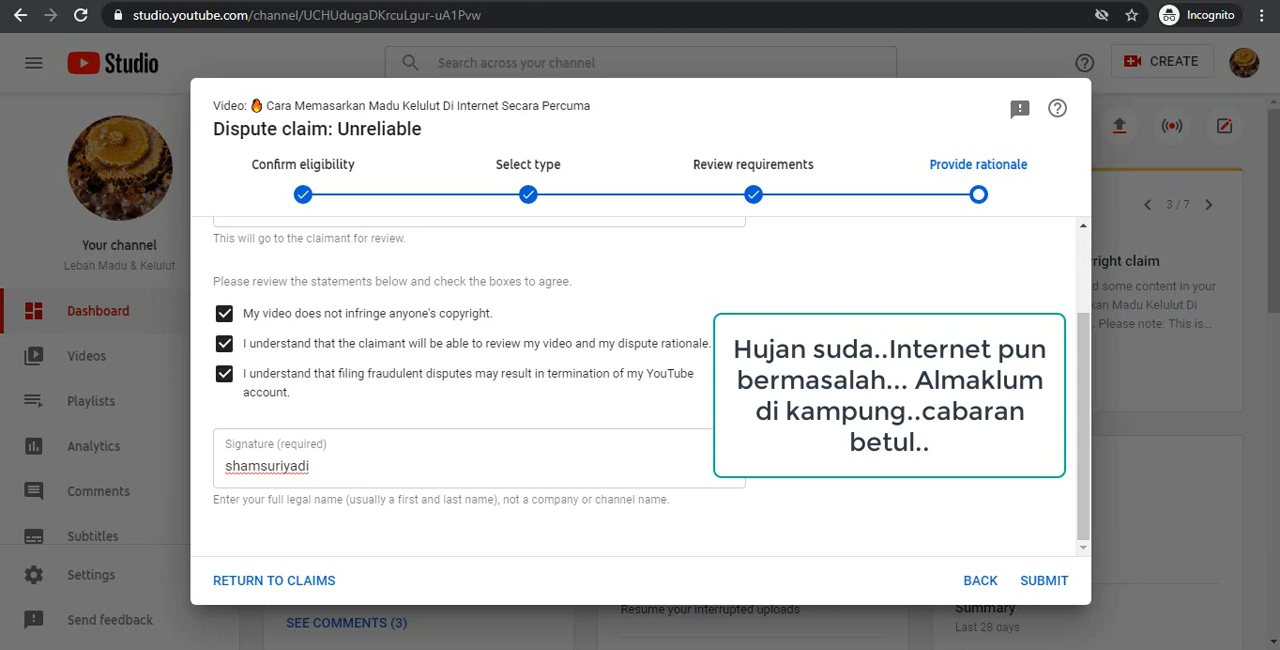 studio.youtube.com/channel/UCHUdugaDKrcuLgur-uA1Pvw
Incognito
Studio
Search across your channel
CREATE
Video: 🔥 Cara Memasarkan Madu Kelulut Di Internet Secara Percuma
Dispute claim: Unreliable
Confirm eligibility
Select type
Review requirements
Provide rationale
This will go to the claimant for review.
Please review the statements below and check the boxes to agree.
My video does not infringe anyone's copyright.
I understand that the claimant will be able to review my video and my dispute rationale.
I understand that filing fraudulent disputes may result in termination of my YouTube
account.
Signature (required)
shamsuriyadi
Enter your full legal name (usually a first and last name), not a company or channel name.
Hujan suda..Internet pun
bermasalah... Almaklum
di kampung..cabaran
betul..
RETURN TO CLAIMS
BACK
SUBMIT
Your channel
Lebah Madu & Kelulut
Dashboard
Videos
Playlists
Analytics
Comments
Subtitles
Settings
Send feedback
3 / 7
right claim
d some content in your
kan Madu Kelulut Di
. Please note: This is...
SEE COMMENTS (3)
Resume your interrupted uploads
Summary
Last 28 days